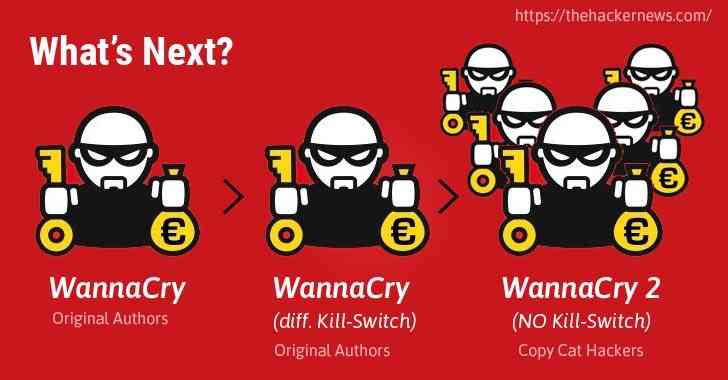 https://thehackernews.com/
What's Next?
€
€
€
€
€
WannaCry
Original Authors
WannaCry
(diff. Kill-Switch)
Original Authors
WannaCry 2
(NO Kill-Switch)
Copy Cat Hackers